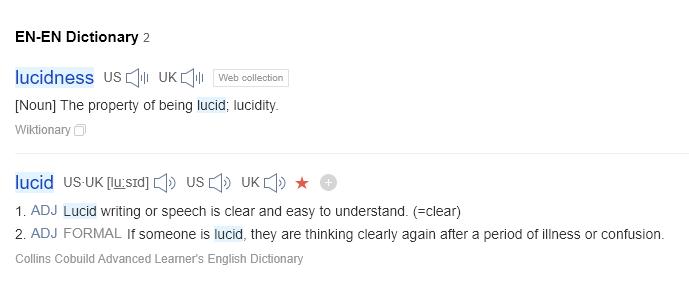 EN-EN Dictionary 2
lucidness US UK Web collection
[Noun] The property of being lucid; lucidity.
Wiktionary
lucid US·UK [lu:sɪd] US UK
1. ADJ Lucid writing or speech is clear and easy to understand. (=clear)
2. ADJ FORMAL If someone is lucid, they are thinking clearly again after a period of illness or confusion.
Collins Cobuild Advanced Learner's English Dictionary